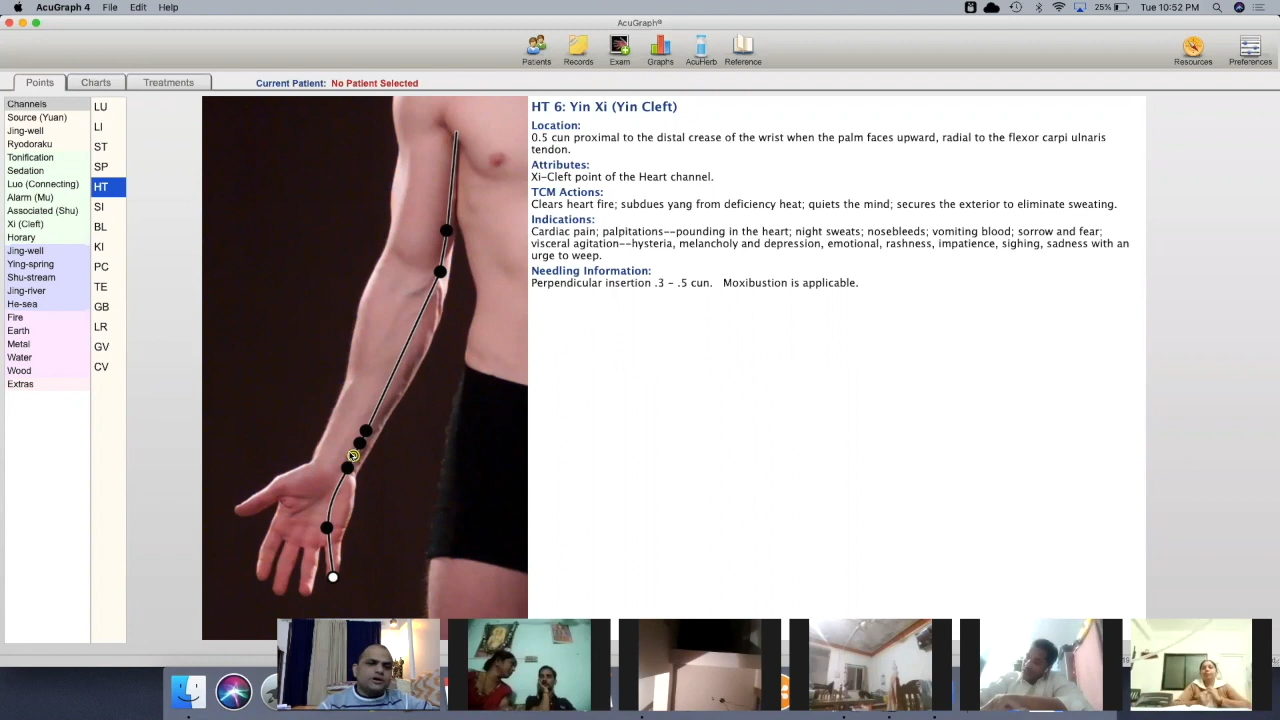 AcuGraph 4 File Edit Help
25% Tue 10:52 PM
AcuGraph®
Patients Records Exam Graphs AcuHerb Reference Resources Preferences
Points Charts Treatments Current Patient: No Patient Selected
Channels
Source (Yuan)
Jing-well
Ryodoraku
Tonification
Sedation
Luo (Connecting)
Alarm (Mu)
Associated (Shu)
Xi (Cleft)
Horary
Jing-well
Ying-spring
Shu-stream
Jing-river
He-sea
Fire
Earth
Metal
Water
Wood
Extras
LU
LI
ST
SP
HT
SI
BL
KI
PC
TE
GB
LR
GV
CV
HT 6: Yin Xi (Yin Cleft)
Location:
0.5 cun proximal to the distal crease of the wrist when the palm faces upward, radial to the flexor carpi ulnaris
tendon.
Attributes:
Xi-Cleft point of the Heart channel.
TCM Actions:
Clears heart fire; subdues yang from deficiency heat; quiets the mind; secures the exterior to eliminate sweating.
Indications:
Cardiac pain; palpitations--pounding in the heart; night sweats; nosebleeds; vomiting blood; sorrow and fear;
visceral agitation--hysteria, melancholy and depression, emotional, rashness, impatience, sighing, sadness with an
urge to weep.
Needling Information:
Perpendicular insertion .3 - .5 cun. Moxibustion is applicable.